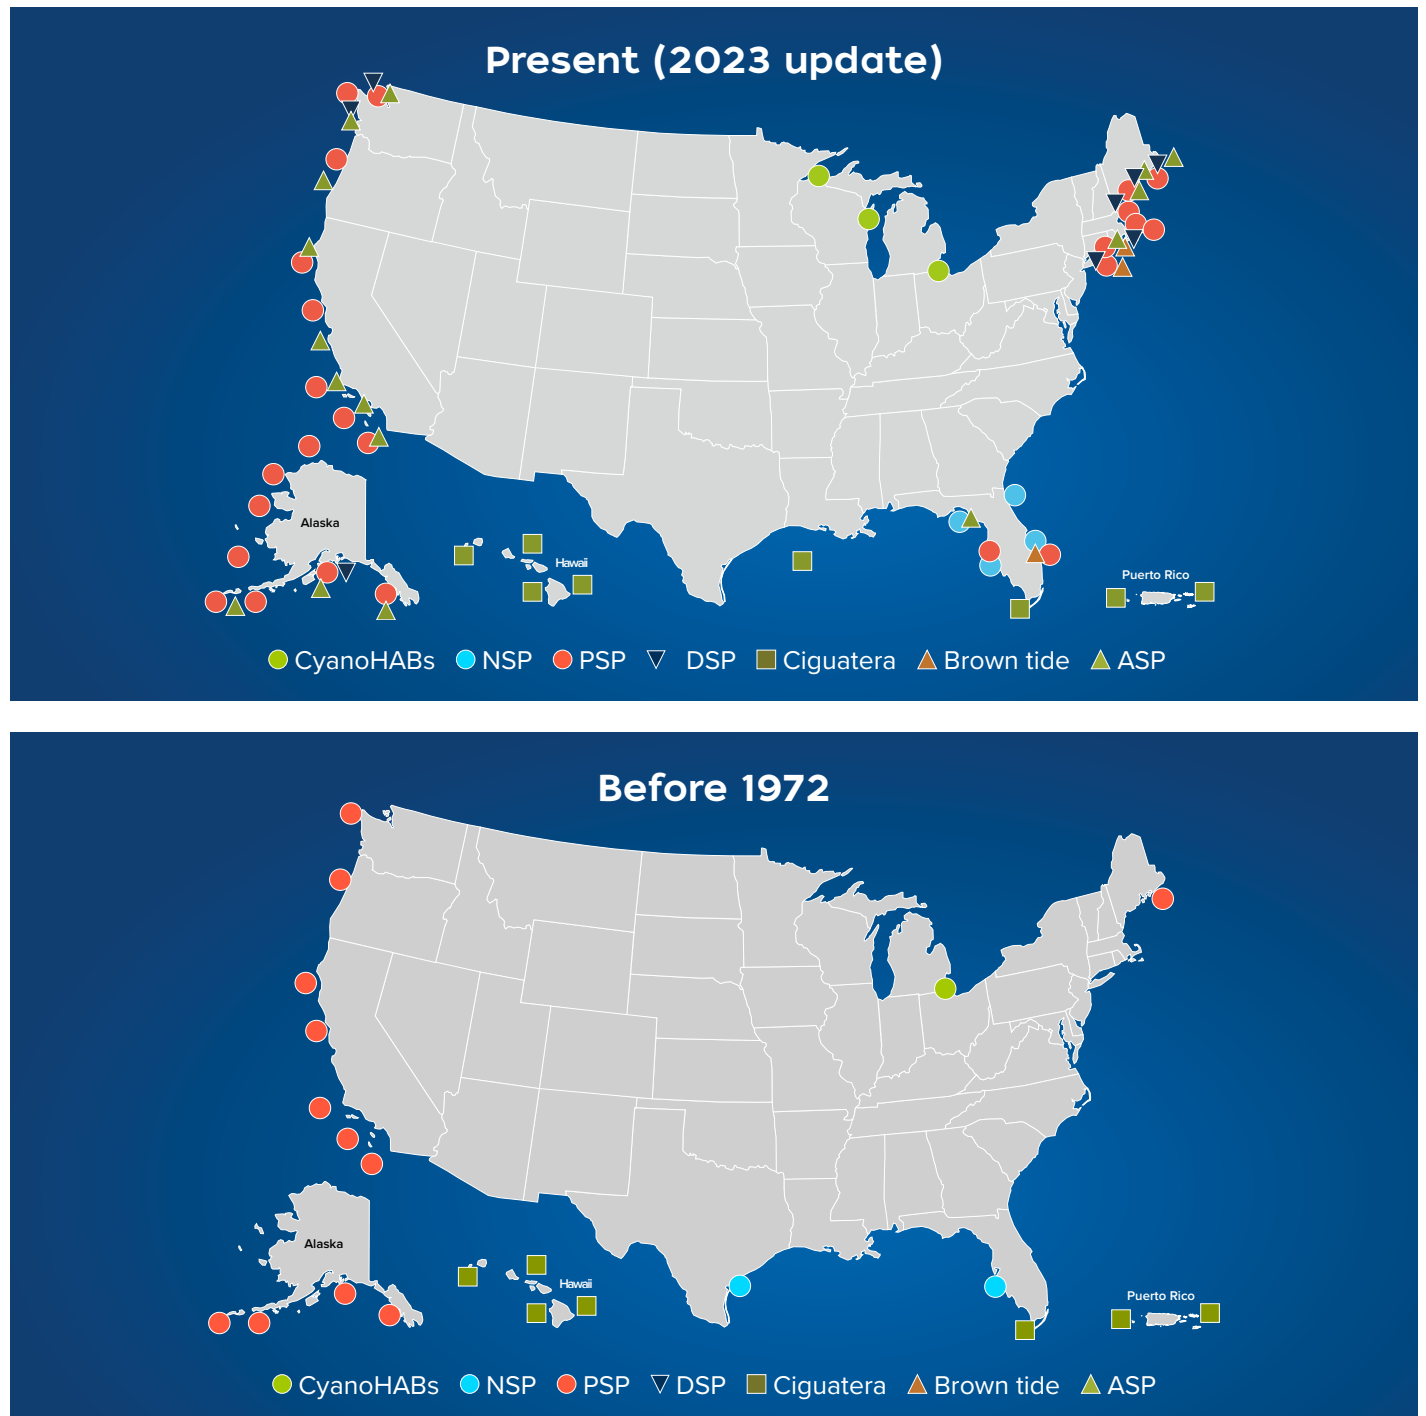 Present (2023 update)
Alaska
Hawaii
Puerto Rico
CyanoHABs NSP PSP DSP Ciguatera Brown tide ASP
Before 1972
Alaska
Hawaii
Puerto Rico
CyanoHABs NSP PSP DSP Ciguatera Brown tide ASP